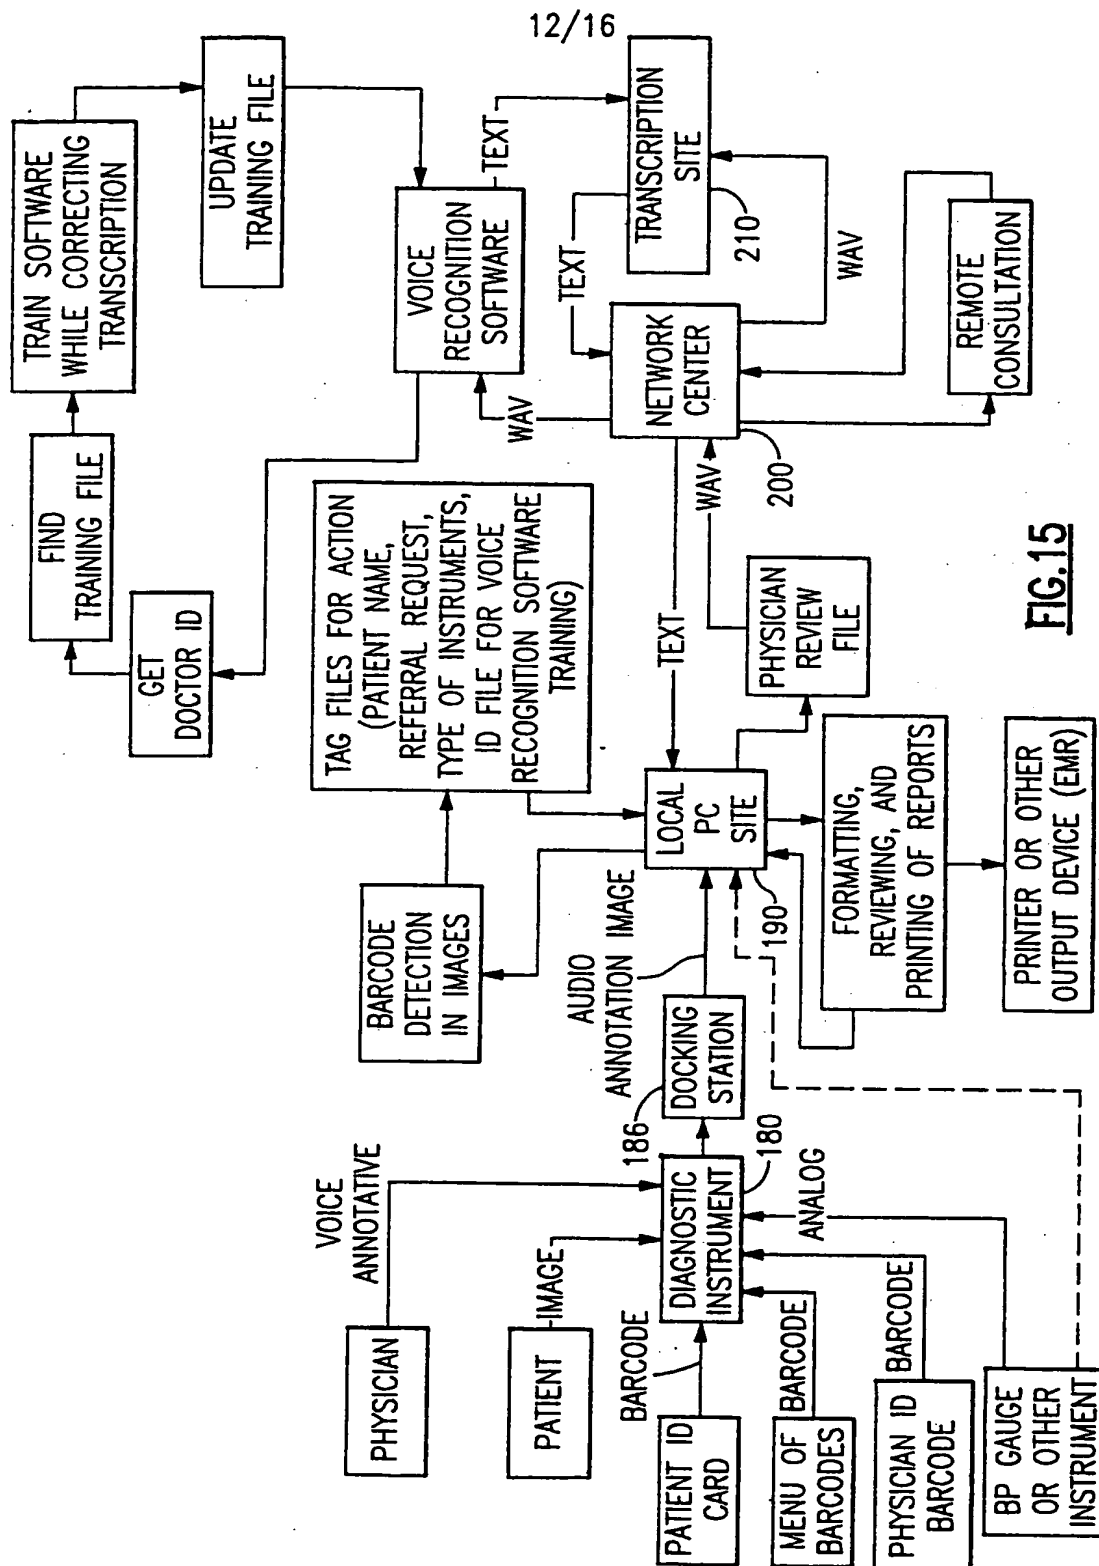 12/16
PHYSICIAN
VOICE
ANNOTATIVE
PATIENT
IMAGE
PATIENT ID
CARD
BARCODE
MENU OF
BARCODES
BARCODE
PHYSICIAN ID
BARCODE
BARCODE
BP GAUGE
OR OTHER
INSTRUMENT
ANALOG
DIAGNOSTIC
INSTRUMENT
180
186
DOCKING
STATION
AUDIO
ANNOTATION IMAGE
BARCODE
DETECTION
IN IMAGES
TAG FILES FOR ACTION
(PATIENT NAME,
REFERRAL REQUEST,
TYPE OF INSTRUMENTS,
ID FILE FOR VOICE
RECOGNITION SOFTWARE
TRAINING)
LOCAL
PC
SITE
190
FORMATTING,
REVIEWING, AND
PRINTING OF REPORTS
PRINTER OR OTHER
OUTPUT DEVICE (EMR)
PHYSICIAN
REVIEW
FILE
TEXT
WAV
NETWORK
CENTER
200
WAV
TEXT
VOICE
RECOGNITION
SOFTWARE
TEXT
TRANSCRIPTION
SITE
210
WAV
REMOTE
CONSULTATION
GET
DOCTOR ID
FIND
TRAINING FILE
TRAIN SOFTWARE
WHILE CORRECTING
TRANSCRIPTION
UPDATE
TRAINING FILE
FIG.15